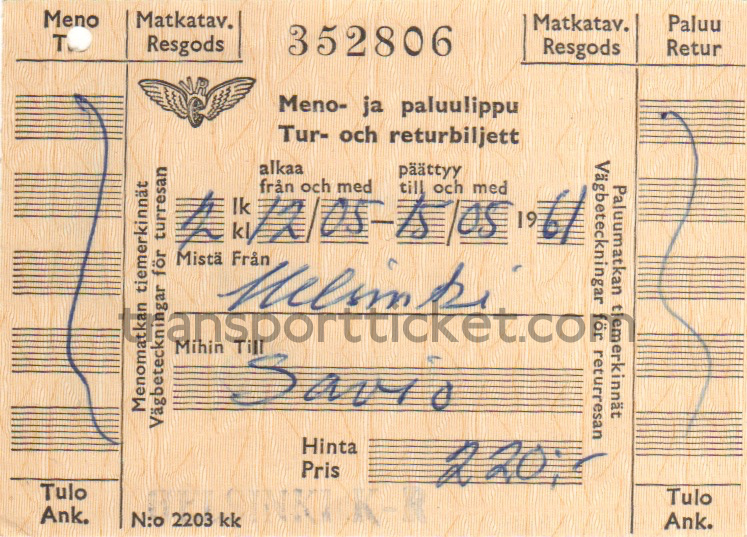 Meno
Matkatav.
Resgods
352806
Matkatav.
Resgods
Paluu
Retur
VR
Meno- ja paluulippu
Tur- och returbiljett
alkaa
från och med
päättyy
till och med
2 lk
kl 12/05-15/05 1961
Mistä Från
Helsinki
Mihin Till
Savio
Hinta
Pris
220:-
Menomatkan tiemerkinnät
Vägbeteckningar för turresan
Paluumatkan tiemerkinnät
Vägbeteckningar för returresan
Tulo
Ank.
N:o 2203 kk
Tulo
Ank.
transportticket.com